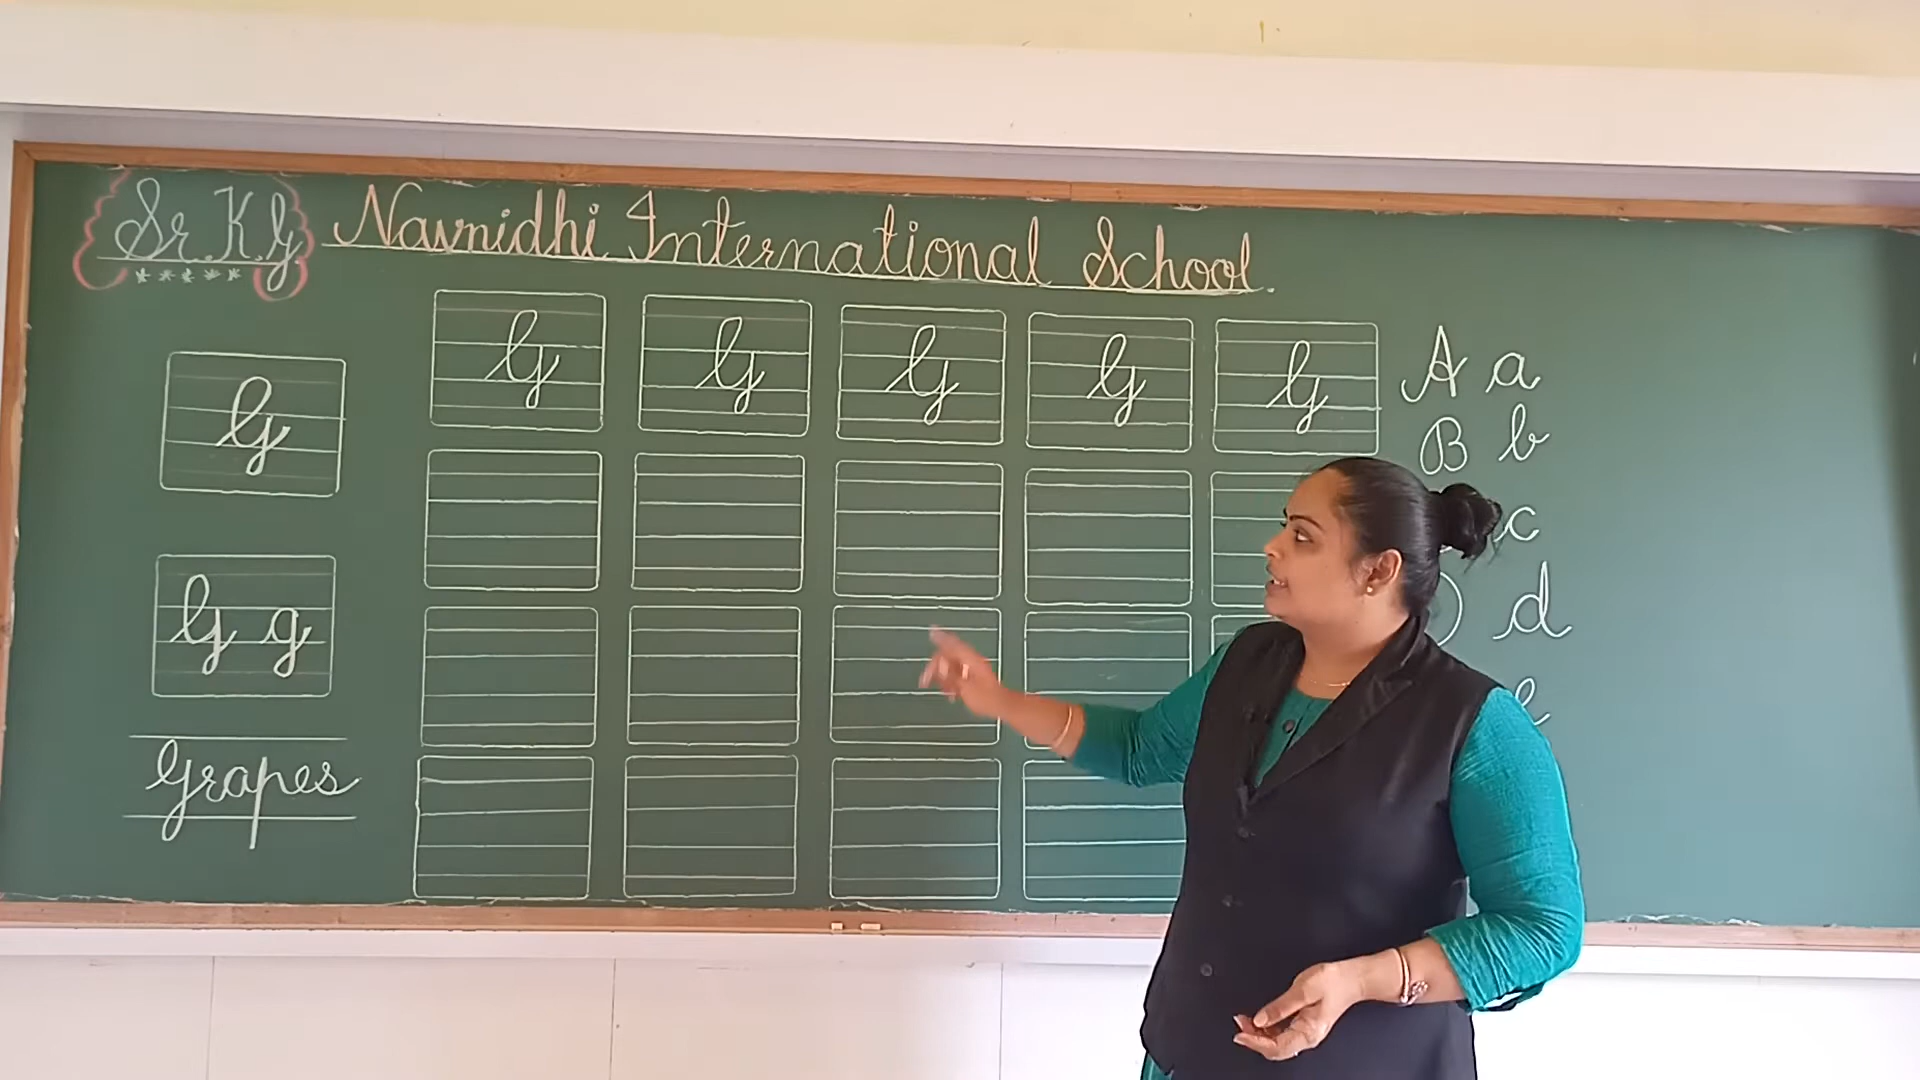 Sr. K.G Navnidhi International School.
G G G G G G
G g
Grapes
A a
B b
c
d
e